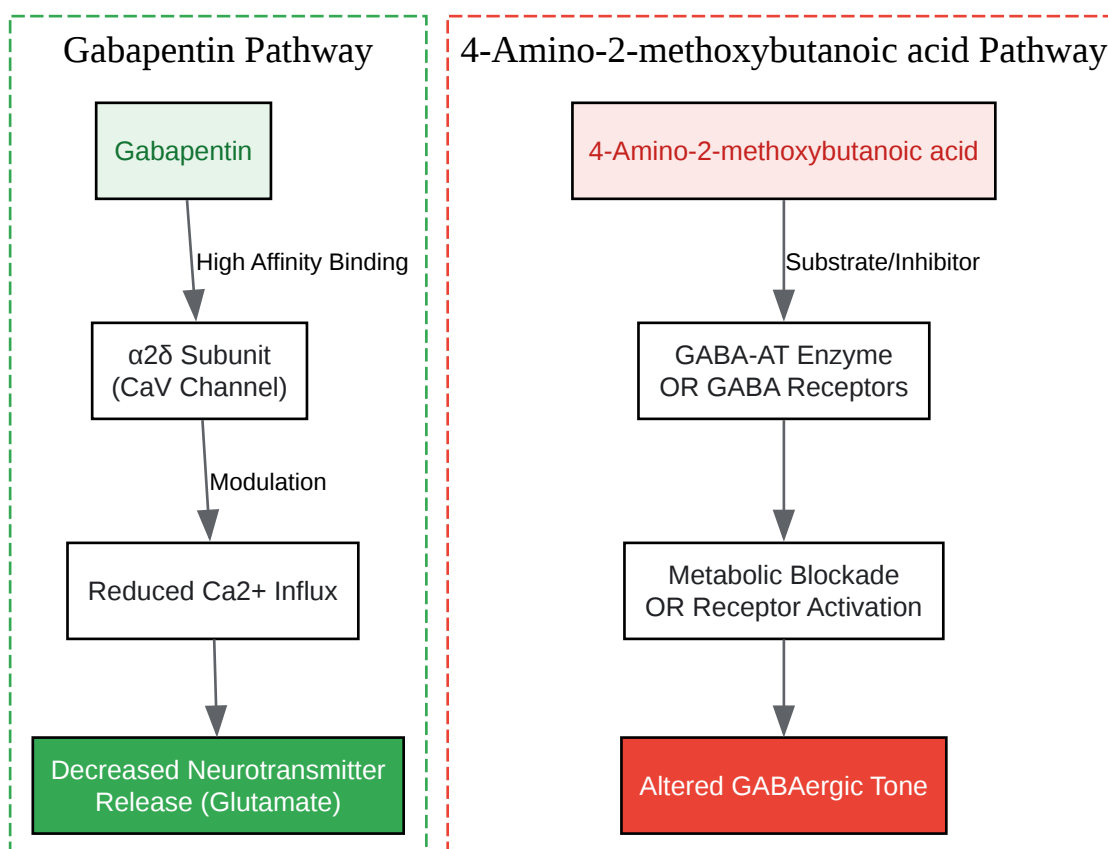 Gabapentin Pathway
Gabapentin
High Affinity Binding
α2δ Subunit
(CaV Channel)
Modulation
Reduced Ca2+ Influx
Decreased Neurotransmitter
Release (Glutamate)
4-Amino-2-methoxybutanoic acid Pathway
4-Amino-2-methoxybutanoic acid
Substrate/Inhibitor
GABA-AT Enzyme
OR GABA Receptors
Metabolic Blockade
OR Receptor Activation
Altered GABAergic Tone